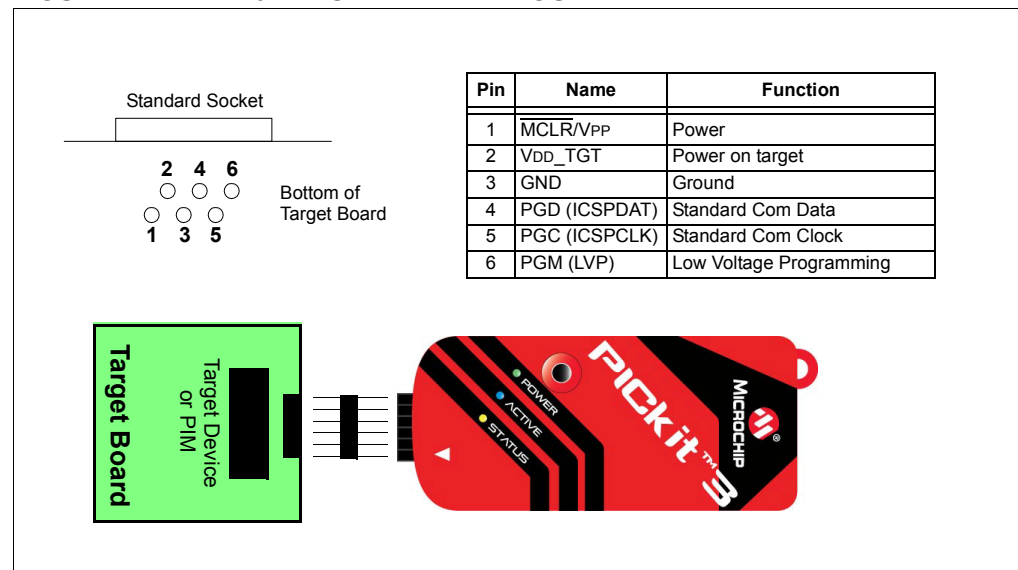 Standard Socket
2 4 6
1 3 5
Bottom of
Target Board
Pin Name Function
1 MCLR/VPP Power
2 VDD_TGT Power on target
3 GND Ground
4 PGD (ICSPDAT) Standard Com Data
5 PGC (ICSPCLK) Standard Com Clock
6 PGM (LVP) Low Voltage Programming
Target Board
Target Device
or PIM
POWER
ACTIVE
STATUS
PICkit™ 3
MICROCHIP
®